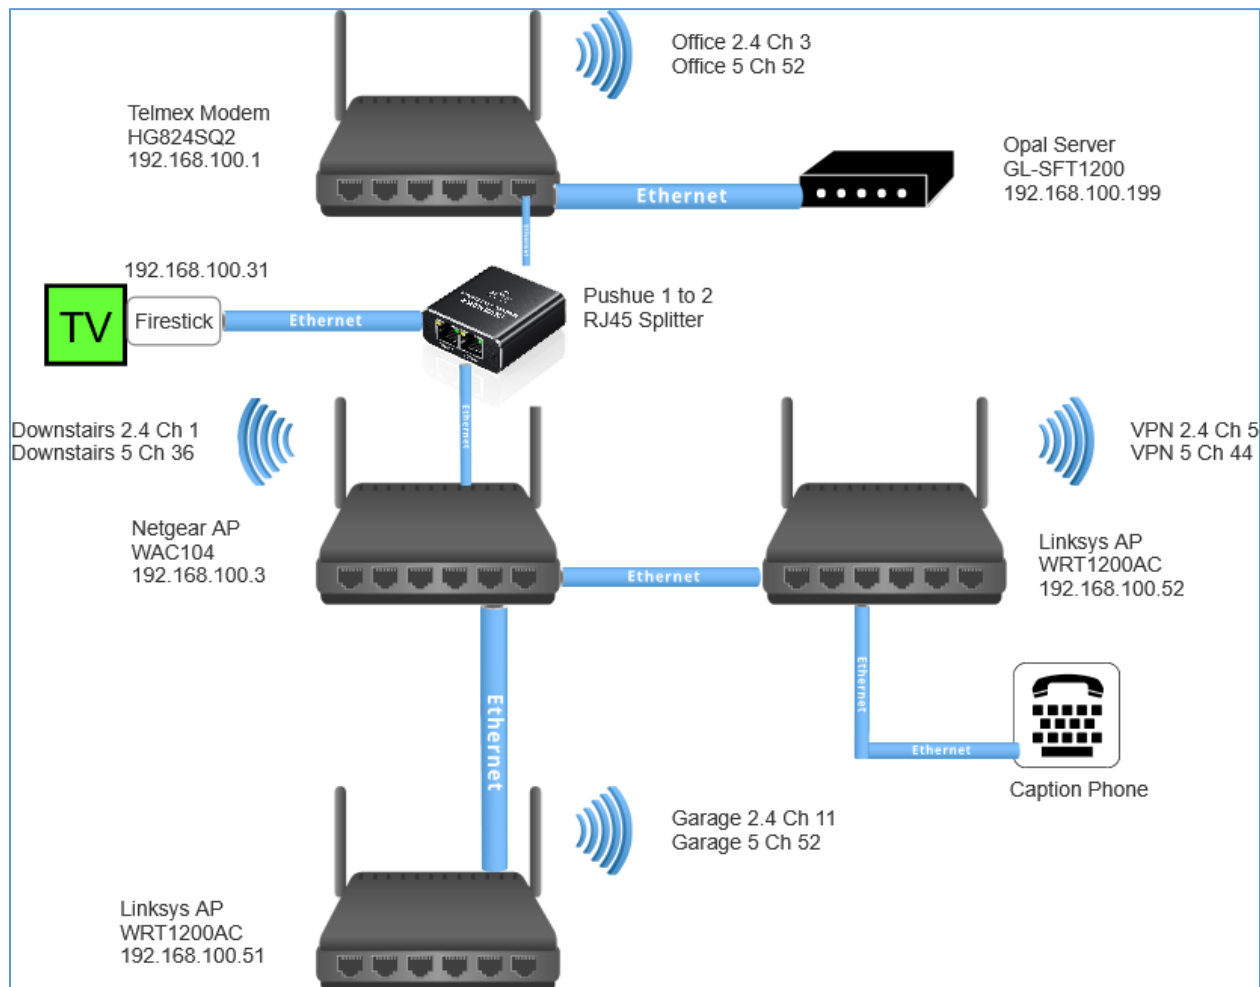 Office 2.4 Ch 3
Office 5 Ch 52
Telmex Modem
HG824SQ2
192.168.100.1
Opal Server
GL-SFT1200
192.168.100.199
Ethernet
Ethernet
192.168.100.31
TV
Firestick
Ethernet
Pushue 1 to 2
RJ45 Splitter
Ethernet
Downstairs 2.4 Ch 1
Downstairs 5 Ch 36
VPN 2.4 Ch 5
VPN 5 Ch 44
Netgear AP
WAC104
192.168.100.3
Ethernet
Linksys AP
WRT1200AC
192.168.100.52
Ethernet
Ethernet
Ethernet
Caption Phone
Garage 2.4 Ch 11
Garage 5 Ch 52
Linksys AP
WRT1200AC
192.168.100.51